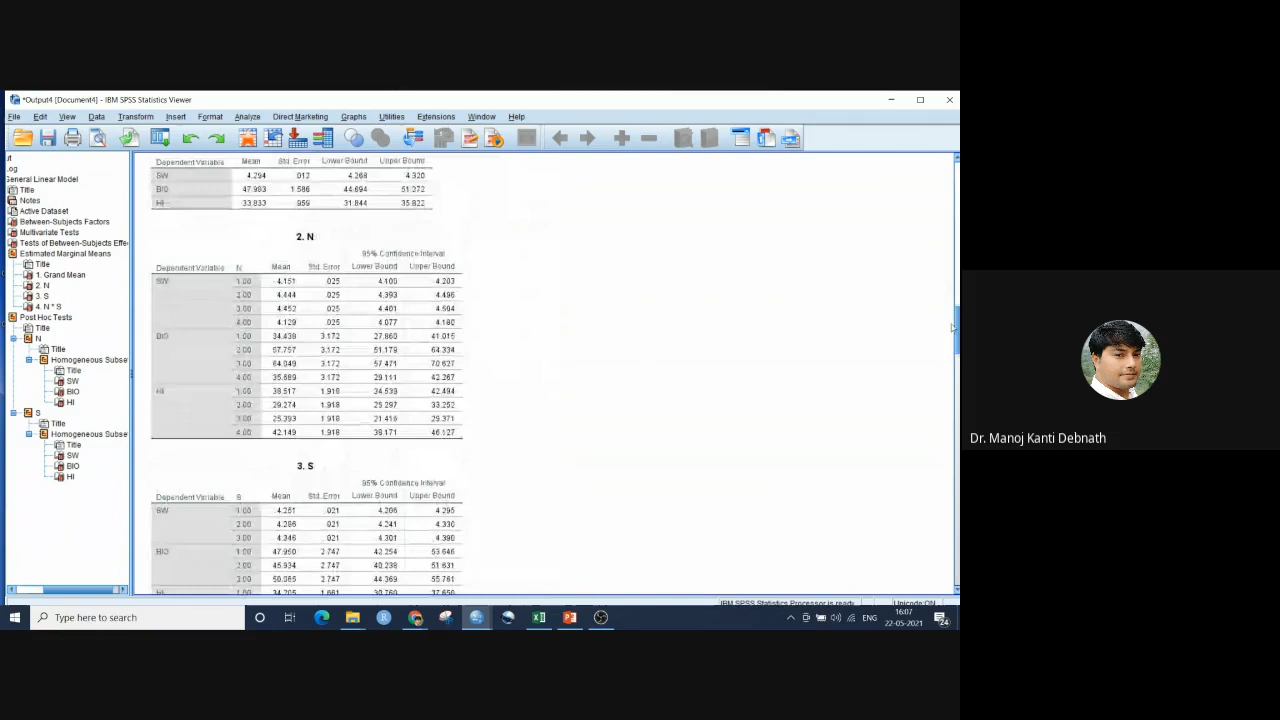 *Output4 [Document4] - IBM SPSS Statistics Viewer
File Edit View Data Transform Insert Format Analyze Direct Marketing Graphs Utilities Extensions Window Help
Log
General Linear Model
Title
Notes
Active Dataset
Between-Subjects Factors
Multivariate Tests
Tests of Between-Subjects Effe
Estimated Marginal Means
Title
1. Grand Mean
2. N
3. S
4. N * S
Post Hoc Tests
Title
N
Title
Homogeneous Subse
Title
SW
BIO
HI
S
Title
Homogeneous Subse
Title
SW
BIO
HI
Dependent Variable Mean Std. Error Lower Bound Upper Bound
SW 4.294 .012 4.268 4.320
BIO 47.983 1.586 44.694 51.272
HI 33.833 .959 31.844 35.822
2. N
95% Confidence Interval
Dependent Variable N Mean Std. Error Lower Bound Upper Bound
SW 1.00 4.151 .025 4.100 4.203
2.00 4.444 .025 4.393 4.496
3.00 4.452 .025 4.401 4.504
4.00 4.129 .025 4.077 4.180
BIO 1.00 34.438 3.172 27.860 41.015
2.00 57.757 3.172 51.179 64.334
3.00 64.049 3.172 57.471 70.627
4.00 35.689 3.172 29.111 42.267
HI 1.00 38.517 1.918 34.539 42.494
2.00 29.274 1.918 25.297 33.252
3.00 25.393 1.918 21.416 29.371
4.00 42.149 1.918 38.171 46.127
3. S
95% Confidence Interval
Dependent Variable S Mean Std. Error Lower Bound Upper Bound
SW 1.00 4.251 .021 4.206 4.295
2.00 4.286 .021 4.241 4.330
3.00 4.346 .021 4.301 4.390
BIO 1.00 47.950 2.747 42.254 53.646
2.00 45.934 2.747 40.238 51.631
3.00 50.065 2.747 44.369 55.761
IBM SPSS Statistics Processor is ready Unicode:ON
Type here to search
ENG
16:07
22-05-2021
24
Dr. Manoj Kanti Debnath